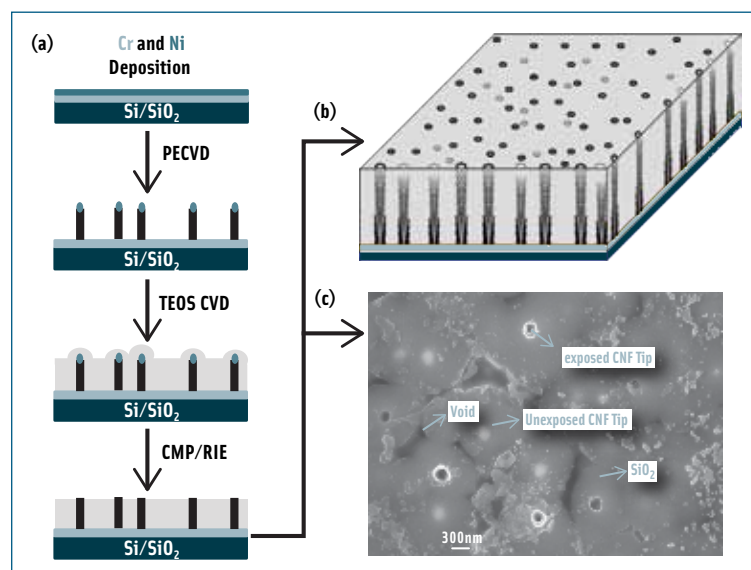 (a)
Cr and Ni
Deposition
Si/SiO₂
PECVD
Si/SiO₂
TEOS CVD
Si/SiO₂
CMP/RIE
Si/SiO₂
(b)
(c)
exposed CNF Tip
Void
Unexposed CNF Tip
SiO₂
300nm